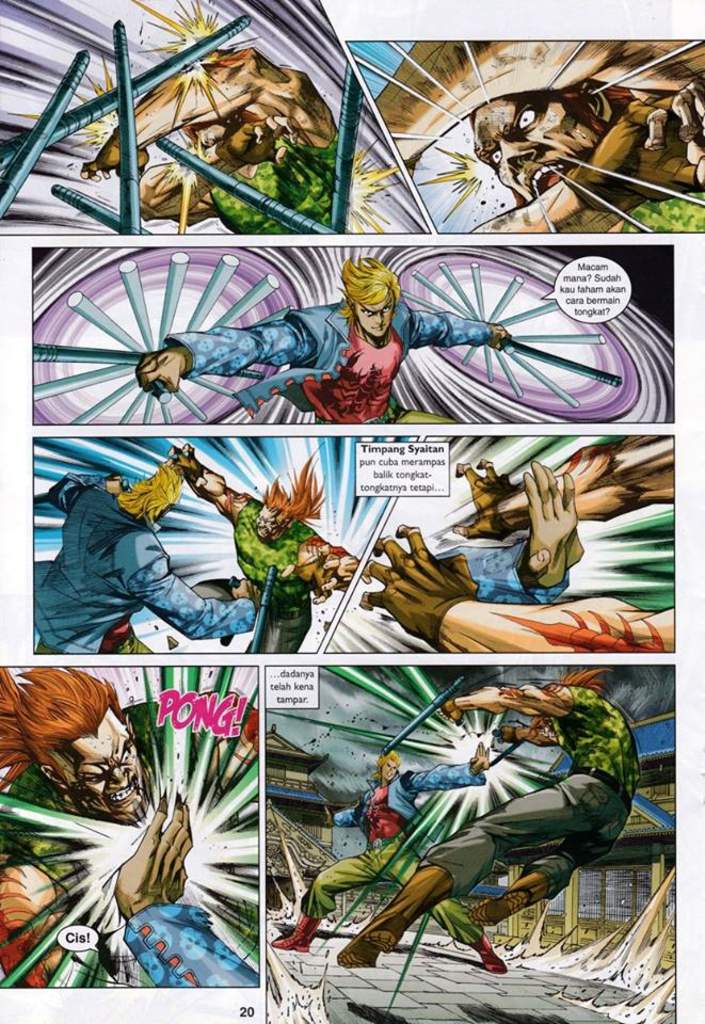 Macam
mana? Sudah
kau faham akan
cara bermain
tongkat?
Timpang Syaitan
pun cuba merampas
balik tongkat-
tongkatnya tetapi...
PONG!
Cis!
...dadanya
telah kena
tampar.
20